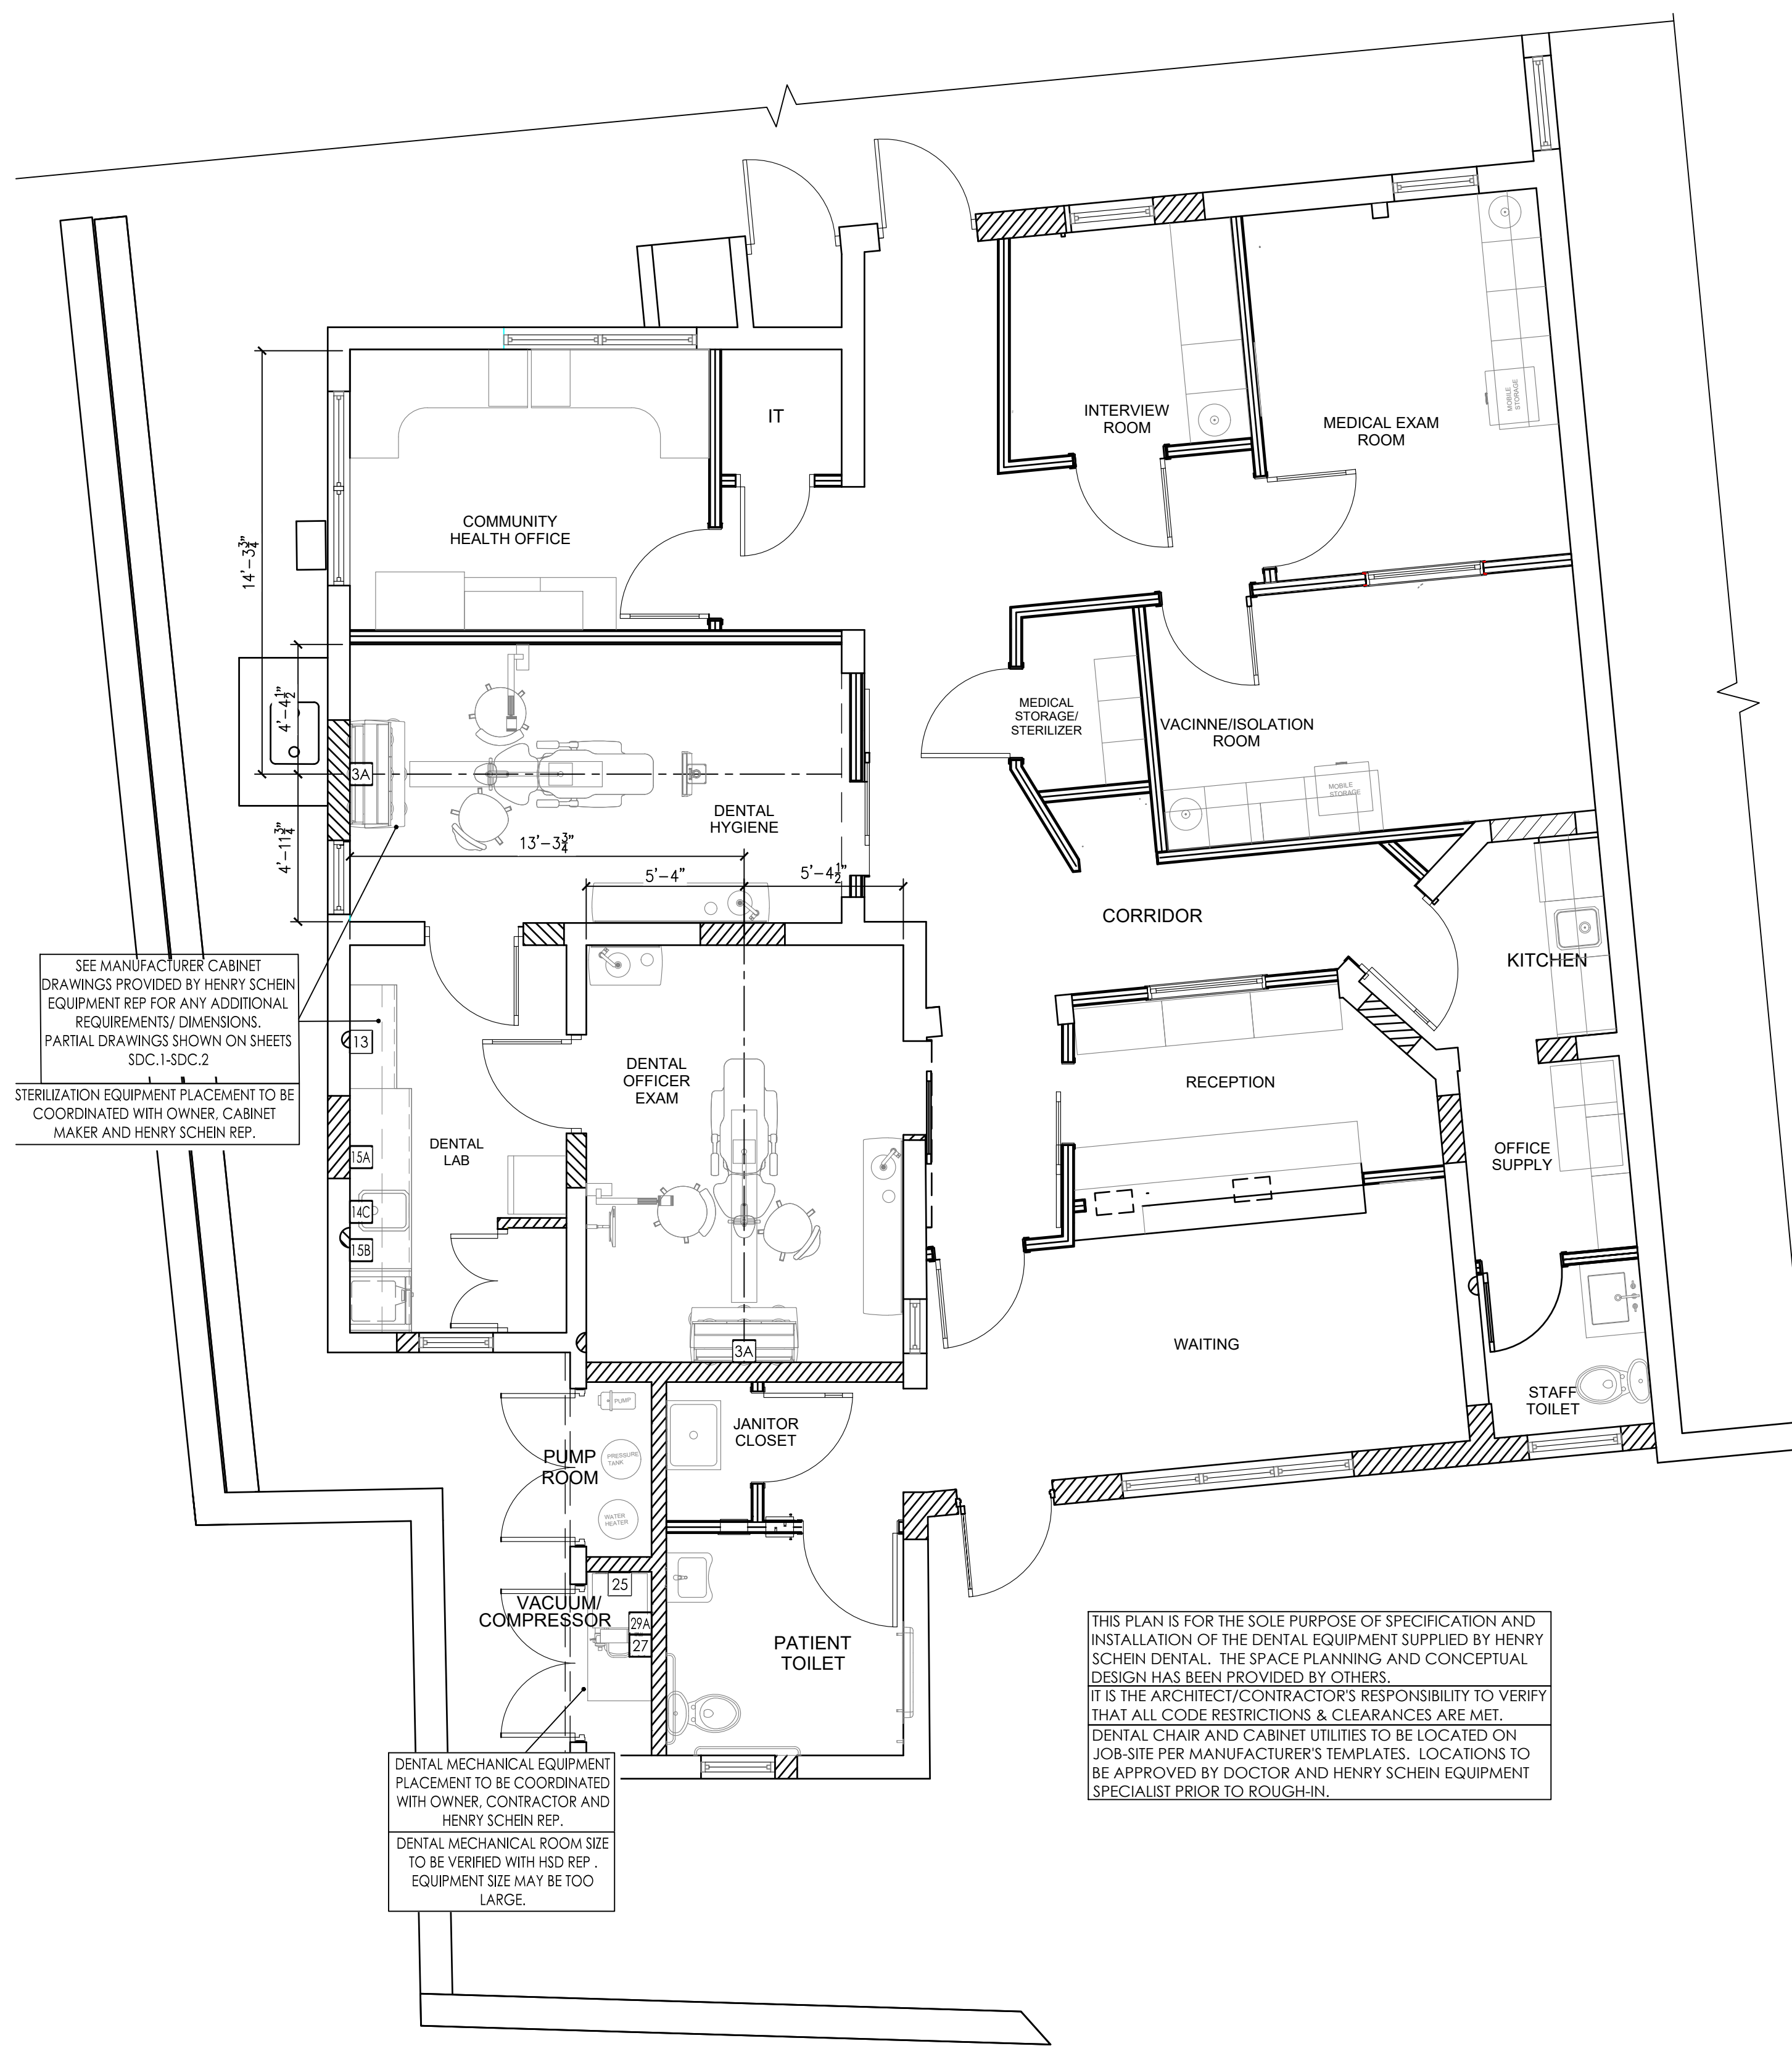 INTERVIEW
ROOM
MEDICAL EXAM
ROOM
MOBILE
STORAGE
IT
COMMUNITY
HEALTH OFFICE
14'-3¾"
4'-4½"
4'-11¾"
3A
DENTAL
HYGIENE
13'-3¾"
5'-4"
5'-4½"
MEDICAL
STORAGE/
STERILIZER
VACINNE/ISOLATION
ROOM
MOBILE
STORAGE
CORRIDOR
KITCHEN
SEE MANUFACTURER CABINET
DRAWINGS PROVIDED BY HENRY SCHEIN
EQUIPMENT REP FOR ANY ADDITIONAL
REQUIREMENTS/ DIMENSIONS.
PARTIAL DRAWINGS SHOWN ON SHEETS
SDC.1-SDC.2
STERILIZATION EQUIPMENT PLACEMENT TO BE
COORDINATED WITH OWNER, CABINET
MAKER AND HENRY SCHEIN REP.
13
15A
14C
15B
DENTAL
LAB
DENTAL
OFFICER
EXAM
3A
RECEPTION
OFFICE
SUPPLY
WAITING
STAFF
TOILET
JANITOR
CLOSET
PUMP
PRESSURE
TANK
PUMP
ROOM
WATER
HEATER
25
29A
27
VACUUM/
COMPRESSOR
PATIENT
TOILET
DENTAL MECHANICAL EQUIPMENT
PLACEMENT TO BE COORDINATED
WITH OWNER, CONTRACTOR AND
HENRY SCHEIN REP.
DENTAL MECHANICAL ROOM SIZE
TO BE VERIFIED WITH HSD REP .
EQUIPMENT SIZE MAY BE TOO
LARGE.
THIS PLAN IS FOR THE SOLE PURPOSE OF SPECIFICATION AND
INSTALLATION OF THE DENTAL EQUIPMENT SUPPLIED BY HENRY
SCHEIN DENTAL. THE SPACE PLANNING AND CONCEPTUAL
DESIGN HAS BEEN PROVIDED BY OTHERS.
IT IS THE ARCHITECT/CONTRACTOR'S RESPONSIBILITY TO VERIFY
THAT ALL CODE RESTRICTIONS & CLEARANCES ARE MET.
DENTAL CHAIR AND CABINET UTILITIES TO BE LOCATED ON
JOB-SITE PER MANUFACTURER'S TEMPLATES. LOCATIONS TO
BE APPROVED BY DOCTOR AND HENRY SCHEIN EQUIPMENT
SPECIALIST PRIOR TO ROUGH-IN.